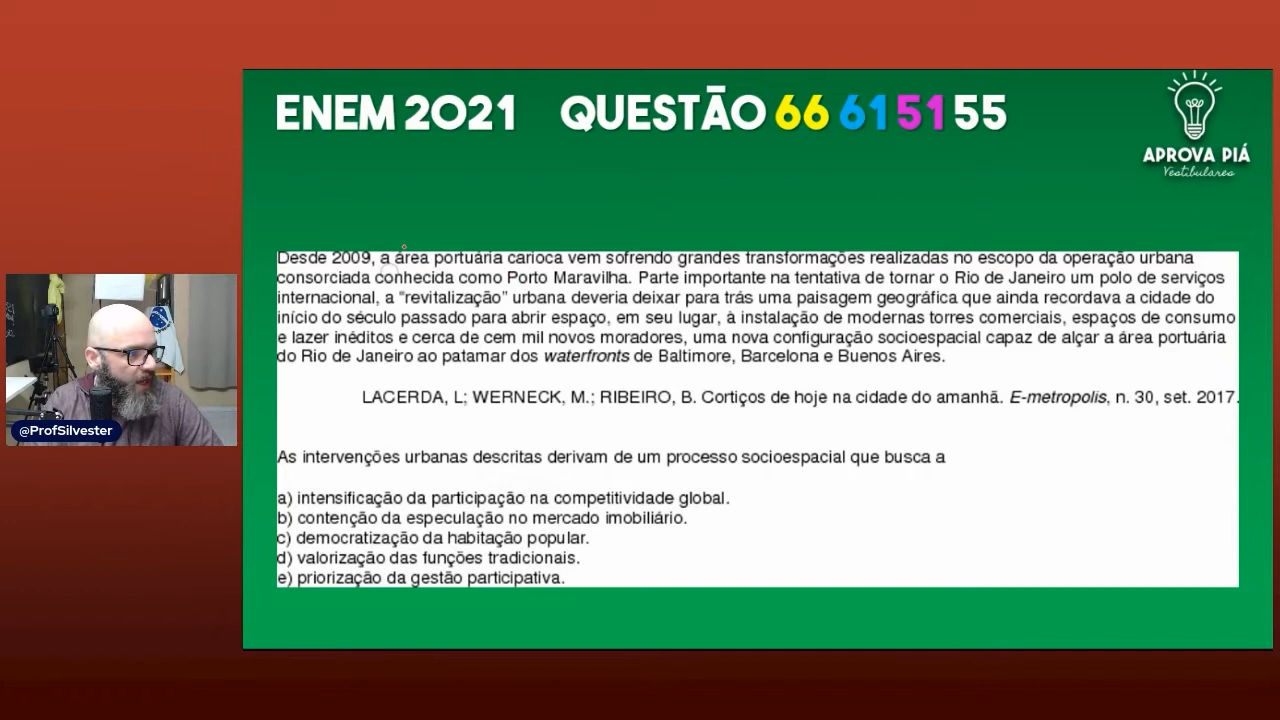 ENEM 2021 QUESTÃO 66 61 51 55
APROVA PIÁ
Vestibulares
Desde 2009, a área portuária carioca vem sofrendo grandes transformações realizadas no escopo da operação urbana
consorciada conhecida como Porto Maravilha. Parte importante na tentativa de tornar o Rio de Janeiro um polo de serviços
internacional, a “revitalização” urbana deveria deixar para trás uma paisagem geográfica que ainda recordava a cidade do
início do século passado para abrir espaço, em seu lugar, à instalação de modernas torres comerciais, espaços de consumo
e lazer inéditos e cerca de cem mil novos moradores, uma nova configuração socioespacial capaz de alçar a área portuária
do Rio de Janeiro ao patamar dos waterfronts de Baltimore, Barcelona e Buenos Aires.
LACERDA, L; WERNECK, M.; RIBEIRO, B. Cortiços de hoje na cidade do amanhã. E-metropolis, n. 30, set. 2017.
As intervenções urbanas descritas derivam de um processo socioespacial que busca a
a) intensificação da participação na competitividade global.
b) contenção da especulação no mercado imobiliário.
c) democratização da habitação popular.
d) valorização das funções tradicionais.
e) priorização da gestão participativa.
@ProfSilvester